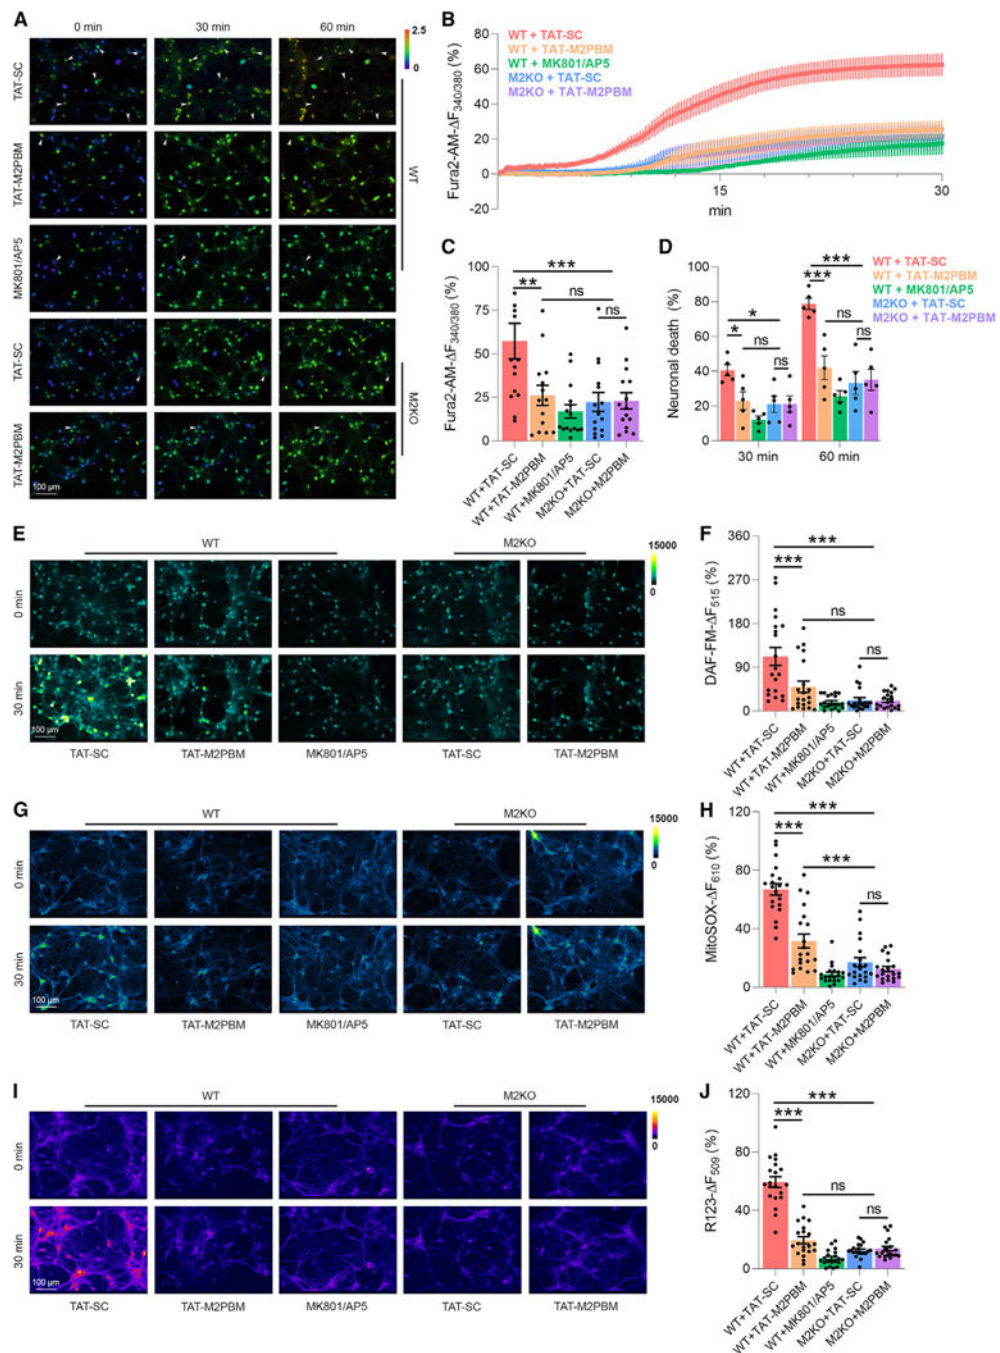 A
0 min
30 min
60 min
2.5
0
TAT-SC
TAT-M2PBM
MK801/AP5
TAT-SC
TAT-M2PBM
WT
M2KO
100 µm
B
WT + TAT-SC
WT + TAT-M2PBM
WT + MK801/AP5
M2KO + TAT-SC
M2KO + TAT-M2PBM
Fura2-AM-ΔF340/380 (%)
80
60
40
20
0
-20
15
30
min
C
Fura2-AM-ΔF340/380 (%)
100
75
50
25
0
***
**
ns
ns
WT+TAT-SC
WT+TAT-M2PBM
WT+MK801/AP5
M2KO+TAT-SC
M2KO+M2PBM
D
Neuronal death (%)
100
80
60
40
20
0
*
*
ns
ns
***
***
ns
ns
30 min
60 min
WT + TAT-SC
WT + TAT-M2PBM
WT + MK801/AP5
M2KO + TAT-SC
M2KO + TAT-M2PBM
E
WT
M2KO
15000
0
0 min
30 min
100 µm
TAT-SC
TAT-M2PBM
MK801/AP5
TAT-SC
TAT-M2PBM
F
DAF-FM-ΔF515 (%)
360
270
180
90
0
***
***
ns
ns
WT+TAT-SC
WT+TAT-M2PBM
WT+MK801/AP5
M2KO+TAT-SC
M2KO+M2PBM
G
WT
M2KO
15000
0
0 min
30 min
100 µm
TAT-SC
TAT-M2PBM
MK801/AP5
TAT-SC
TAT-M2PBM
H
MitoSOX-ΔF610 (%)
120
80
40
0
***
***
***
ns
WT+TAT-SC
WT+TAT-M2PBM
WT+MK801/AP5
M2KO+TAT-SC
M2KO+M2PBM
I
WT
M2KO
15000
0
0 min
30 min
100 µm
TAT-SC
TAT-M2PBM
MK801/AP5
TAT-SC
TAT-M2PBM
J
R123-ΔF509 (%)
120
80
40
0
***
***
ns
ns
WT+TAT-SC
WT+TAT-M2PBM
WT+MK801/AP5
M2KO+TAT-SC
M2KO+M2PBM